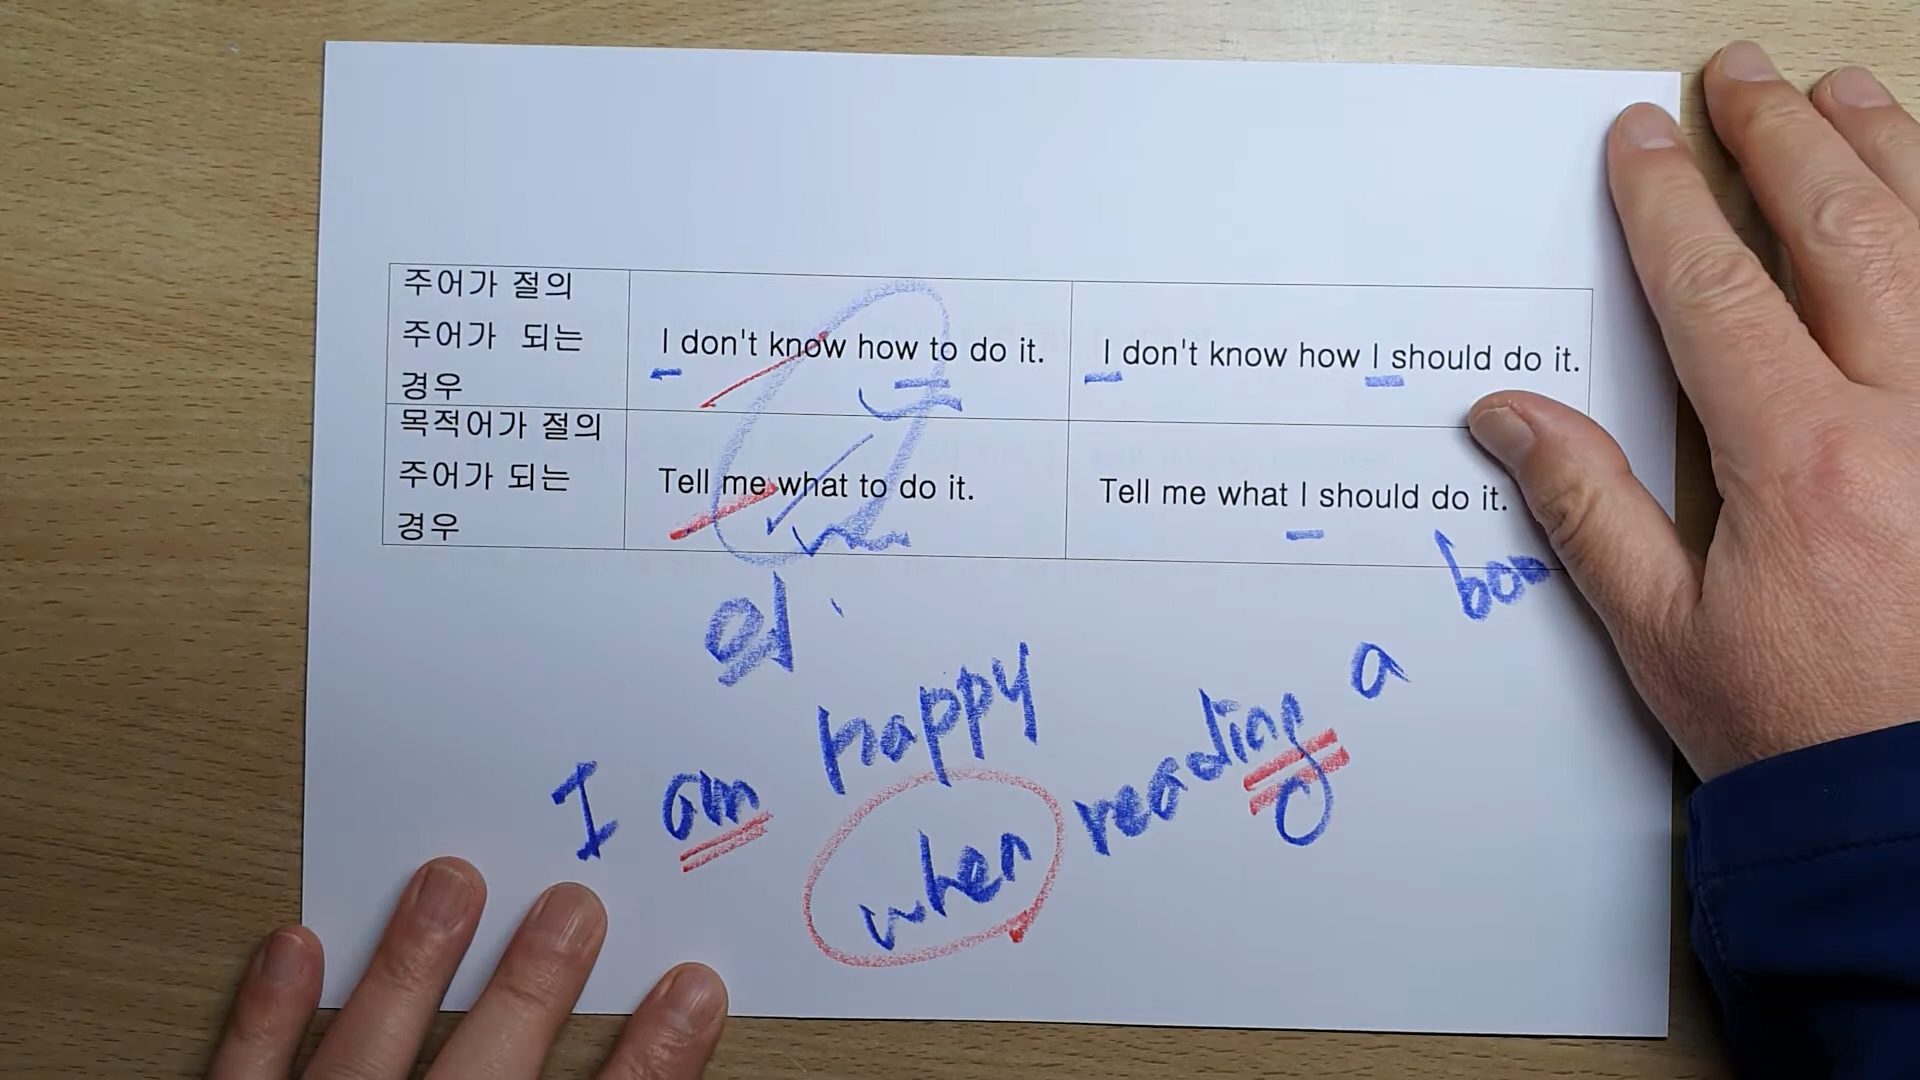 주어가 절의
주어가 되는
경우
I don't know how to do it.
I don't know how I should do it.
목적어가 절의
주어가 되는
경우
Tell me what to do it.
Tell me what I should do it.
의
I am happy
when reading a